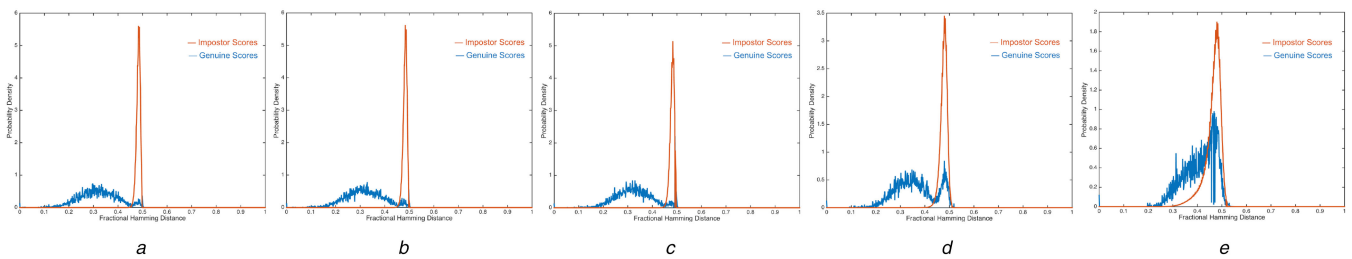 6
5
4
3
2
1
0
Probability Density
Impostor Scores
Genuine Scores
0 0.1 0.2 0.3 0.4 0.5 0.6 0.7 0.8 0.9 1
Fractional Hamming Distance
a
6
5
4
3
2
1
0
Probability Density
Impostor Scores
Genuine Scores
0 0.1 0.2 0.3 0.4 0.5 0.6 0.7 0.8 0.9 1
Fractional Hamming Distance
b
6
5
4
3
2
1
0
Probability Density
Impostor Scores
Genuine Scores
0 0.1 0.2 0.3 0.4 0.5 0.6 0.7 0.8 0.9 1
Fractional Hamming Distance
c
3.5
3
2.5
2
1.5
1
0.5
0
Probability Density
Impostor Scores
Genuine Scores
0 0.1 0.2 0.3 0.4 0.5 0.6 0.7 0.8 0.9 1
Fractional Hamming Distance
d
2
1.8
1.6
1.4
1.2
1
0.8
0.6
0.4
0.2
0
Probability Density
Impostor Scores
Genuine Scores
0 0.1 0.2 0.3 0.4 0.5 0.6 0.7 0.8 0.9 1
Fractional Hamming Distance
e